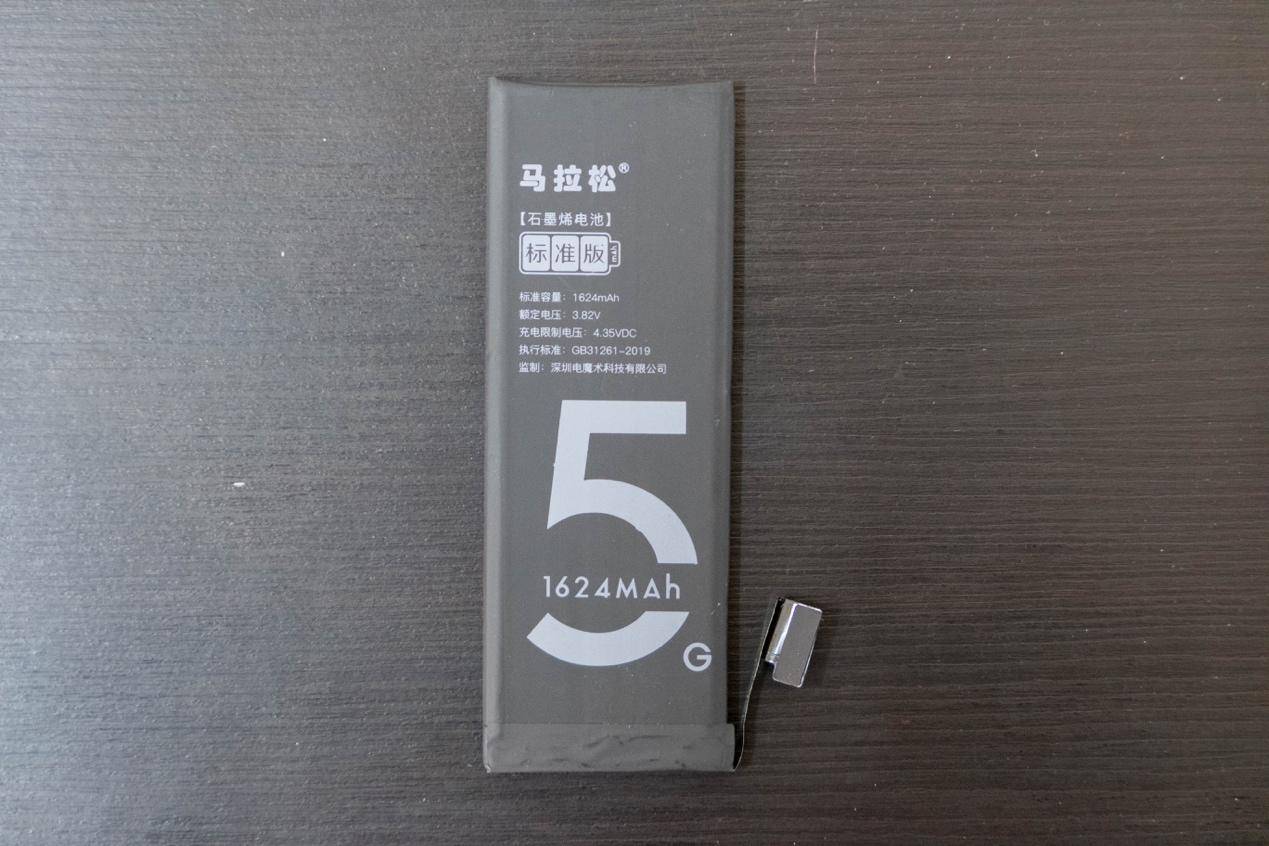 马拉松®
【石墨烯电池】
标准版 mAh
标准容量：1624mAh
额定电压：3.82V
充电限制电压：4.35VDC
执行标准：GB31261-2019
监制：深圳电魔术科技有限公司
5
1624MAh
G